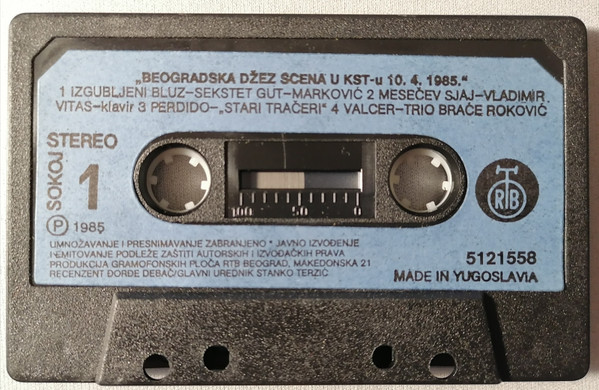 „BEOGRADSKA DŽEZ SCENA U KST-u 10. 4. 1985.“
1 IZGUBLJENI BLUZ-SEKSTET GUT-MARKOVIĆ 2 MESEČEV SJAJ-VLADIMIR
VITAS-klavir 3 PERDIDO-„STARI TRAČERI“ 4 VALCER-TRIO BRAĆE ROKOVIĆ
STEREO
SOKOJ
1
100 50 0
RTB
Ⓟ 1985
UMNOŽAVANJE I PRESNIMAVANJE ZABRANJENO * JAVNO IZVOĐENJE
I EMITOVANJE PODLEŽE ZAŠTITI AUTORSKIH I IZVOĐAČKIH PRAVA
PRODUKCIJA GRAMOFONSKIH PLOČA RTB BEOGRAD, MAKEDONSKA 21
RECENZENT ĐORĐE DEBAČ/GLAVNI UREDNIK STANKO TERZIĆ
5121558
MADE IN YUGOSLAVIA